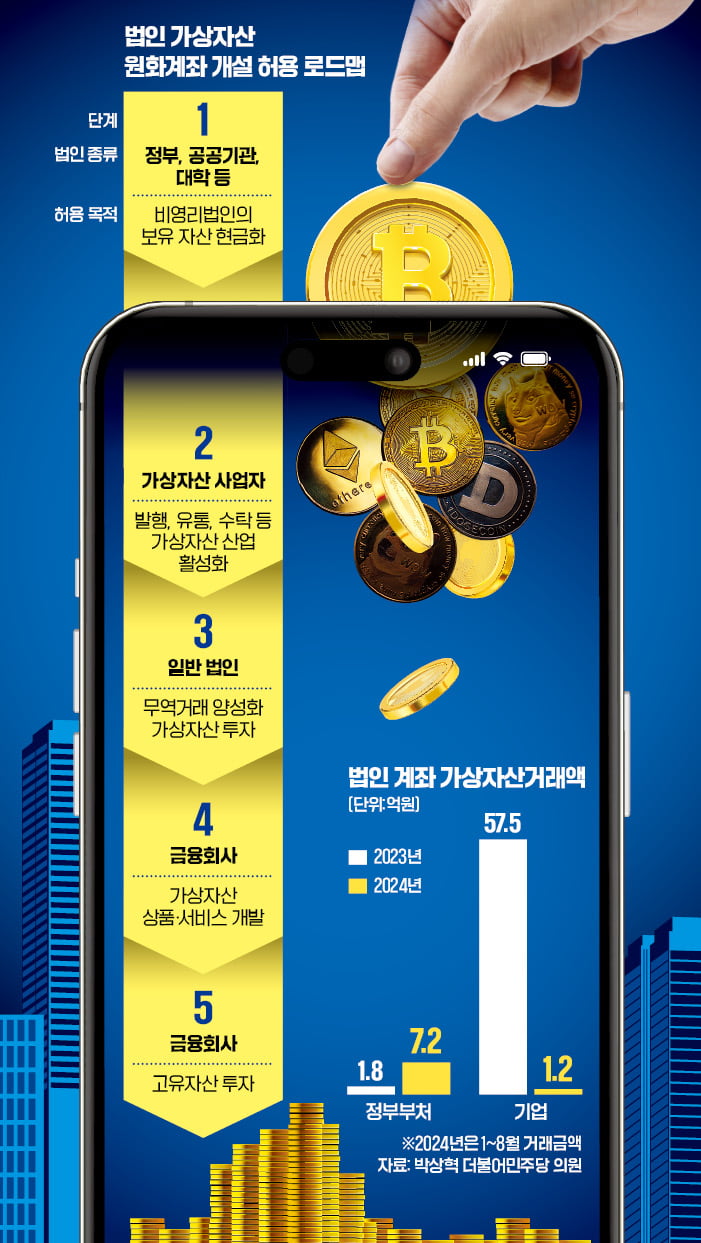 법인 가상자산
원화계좌 개설 허용 로드맵
단계
1
법인 종류
정부, 공공기관,
대학 등
허용 목적
비영리법인의
보유 자산 현금화
2
가상자산 사업자
발행, 유통, 수탁 등
가상자산 산업
활성화
3
일반 법인
무역거래 양성화
가상자산 투자
4
금융회사
가상자산
상품·서비스 개발
5
금융회사
고유자산 투자
법인 계좌 가상자산거래액
(단위:억원)
57.5
2023년
2024년
1.8
7.2
1.2
정부부처
기업
※2024년은 1~8월 거래금액
자료: 박상혁 더불어민주당 의원